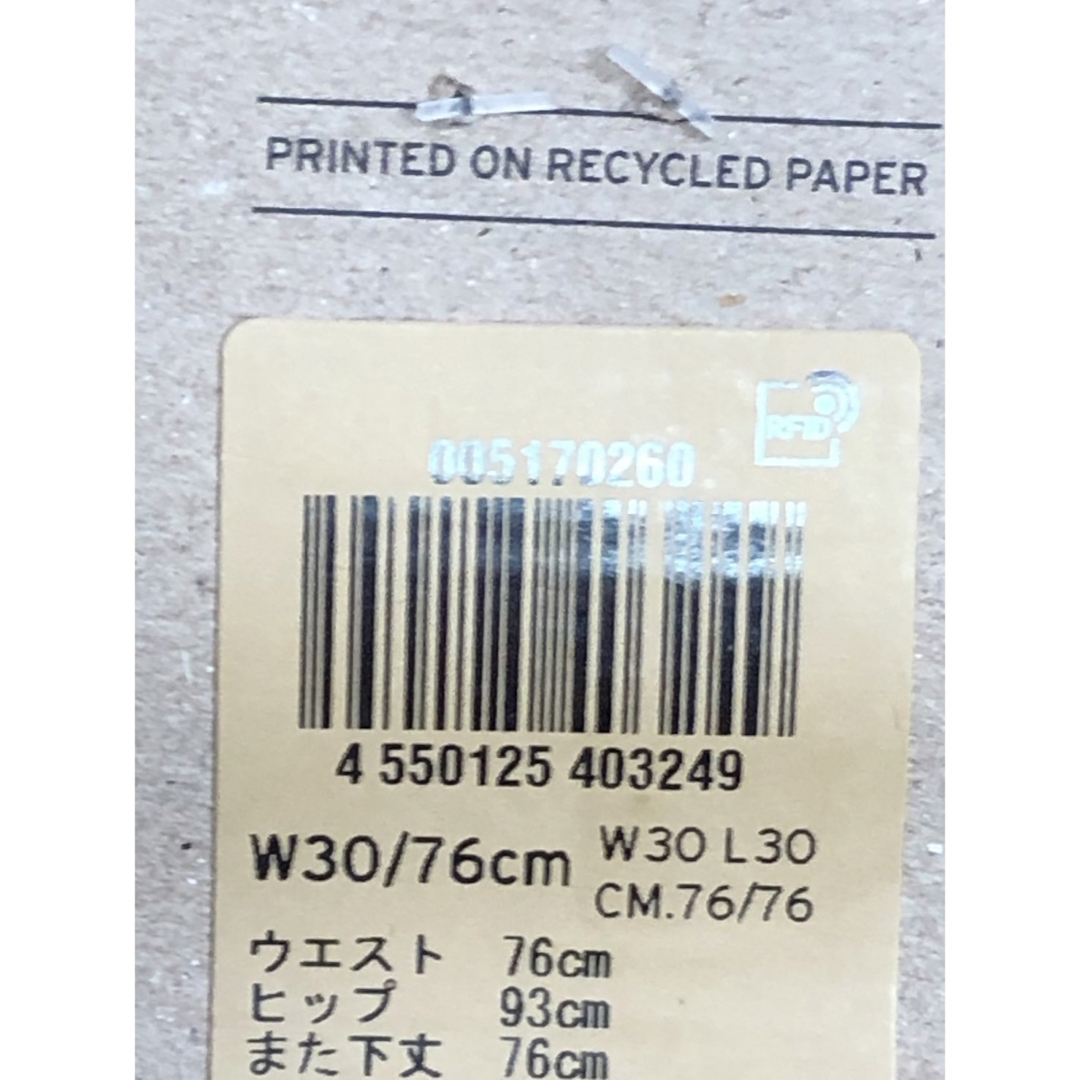 PRINTED ON RECYCLED PAPER
RFID
005170260
4 550125 403249
W30/76cm
W30 L30
CM.76/76
ウエスト 76cm
ヒップ 93cm
また下丈 76cm